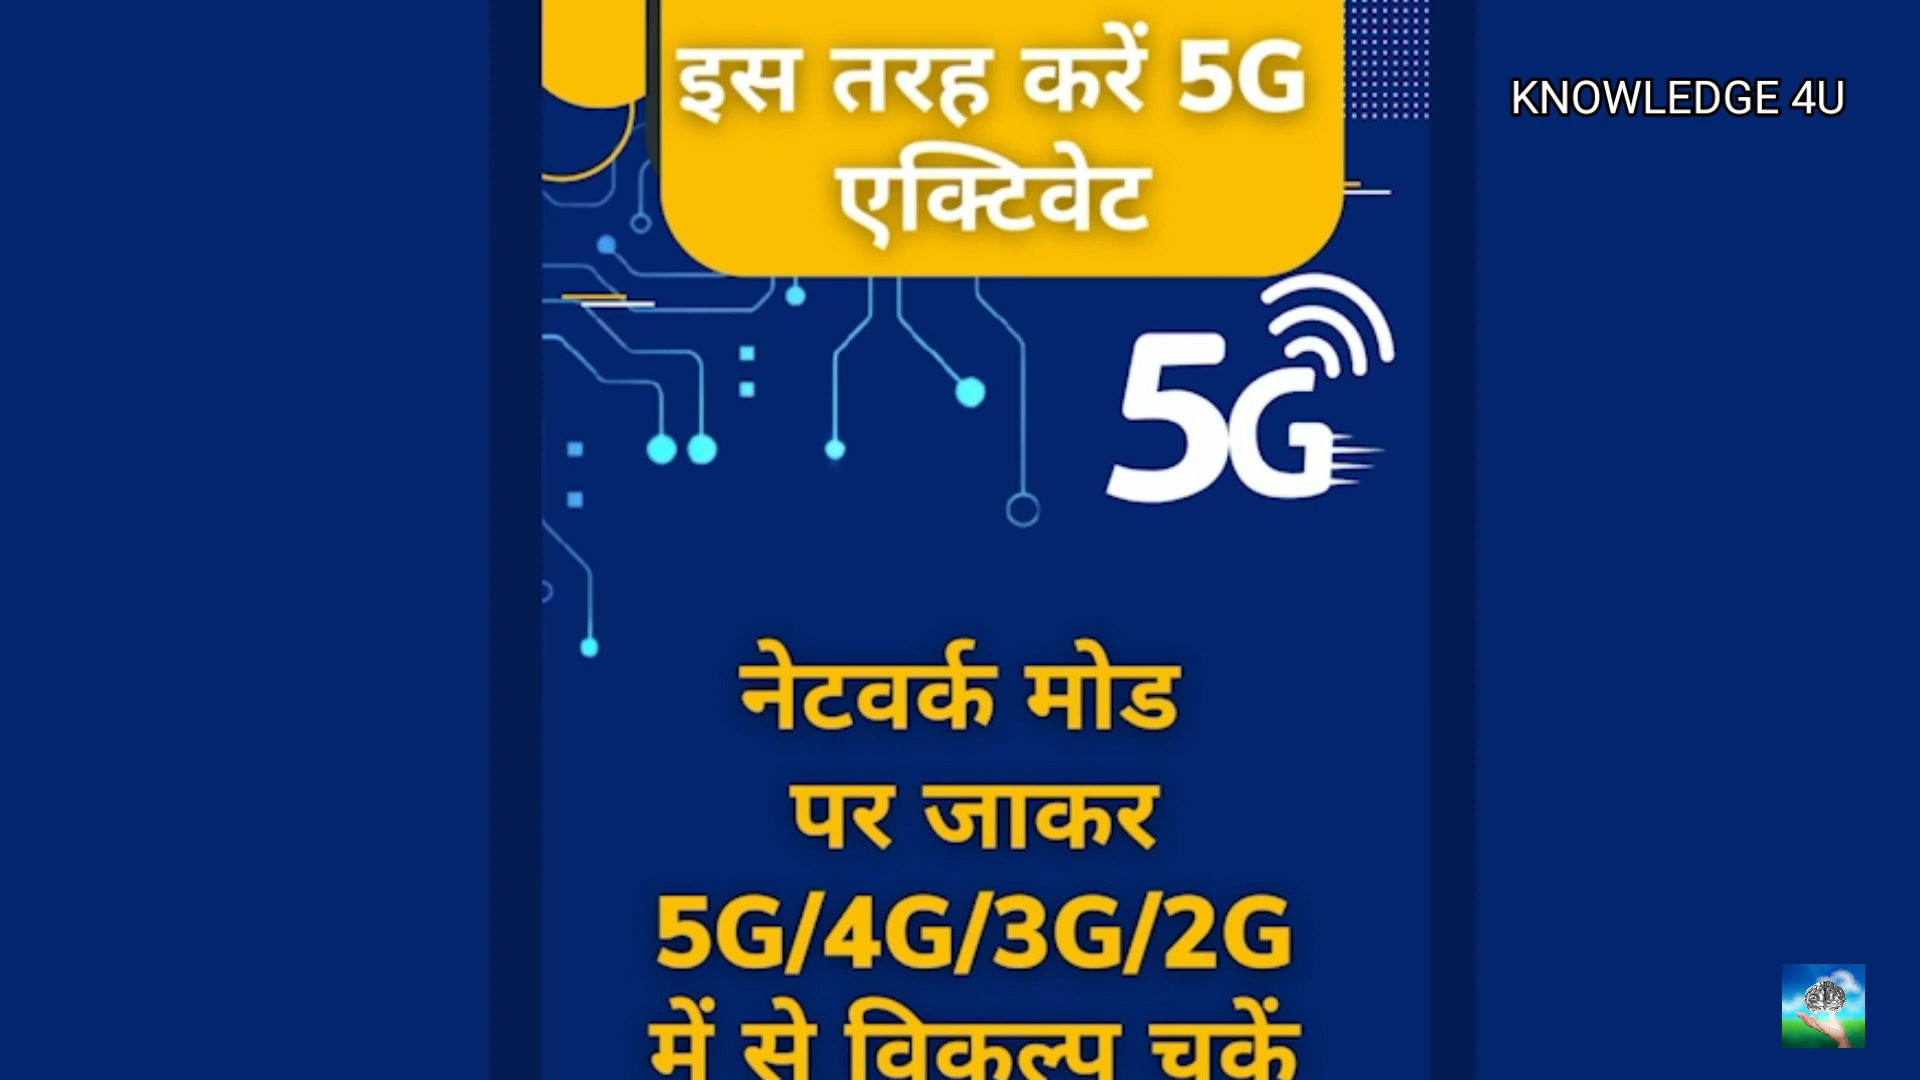 इस तरह करें 5G
एक्टिवेट
KNOWLEDGE 4U
5G
नेटवर्क मोड
पर जाकर
5G/4G/3G/2G
में से विकल्प